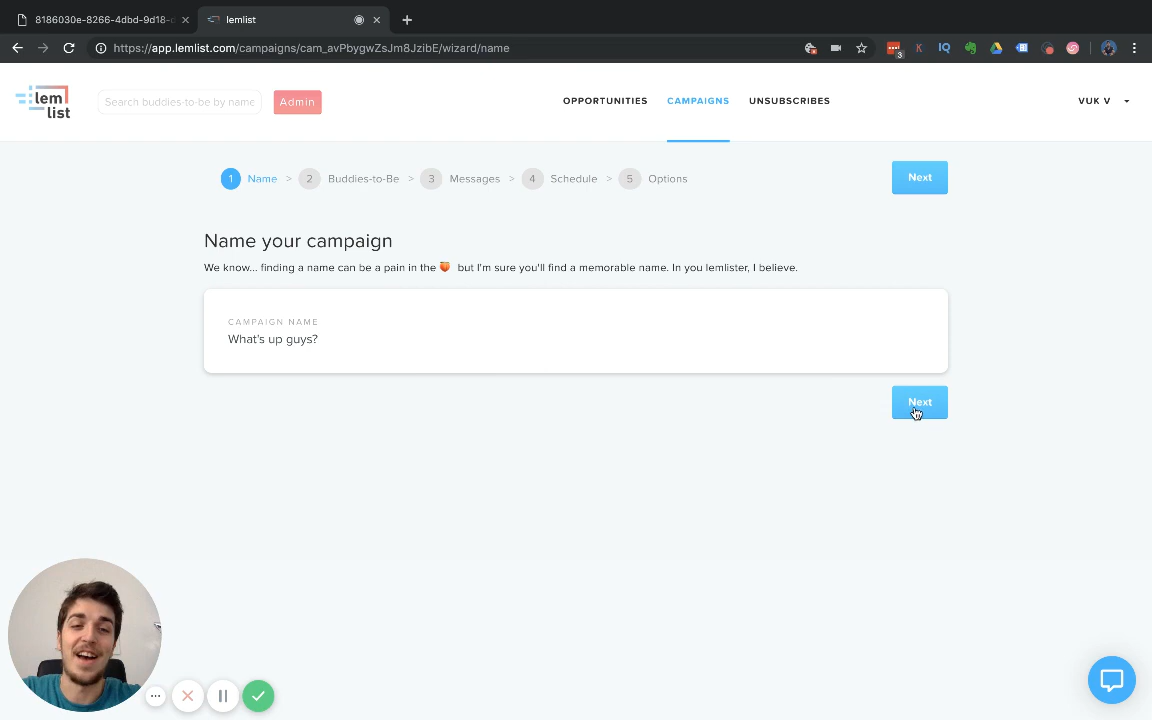 8186030e-8266-4dbd-9d18-
lemlist
https://app.lemlist.com/campaigns/cam_avPbygwZsJm8JzibE/wizard/name
3
K
IQ
lem
list
Search buddies-to-be by name
Admin
OPPORTUNITIES
CAMPAIGNS
UNSUBSCRIBES
VUK V
1 Name > 2 Buddies-to-Be > 3 Messages > 4 Schedule > 5 Options
Next
Name your campaign
We know... finding a name can be a pain in the 🍑 but I'm sure you'll find a memorable name. In you lemlister, I believe.
CAMPAIGN NAME
What's up guys?
Next